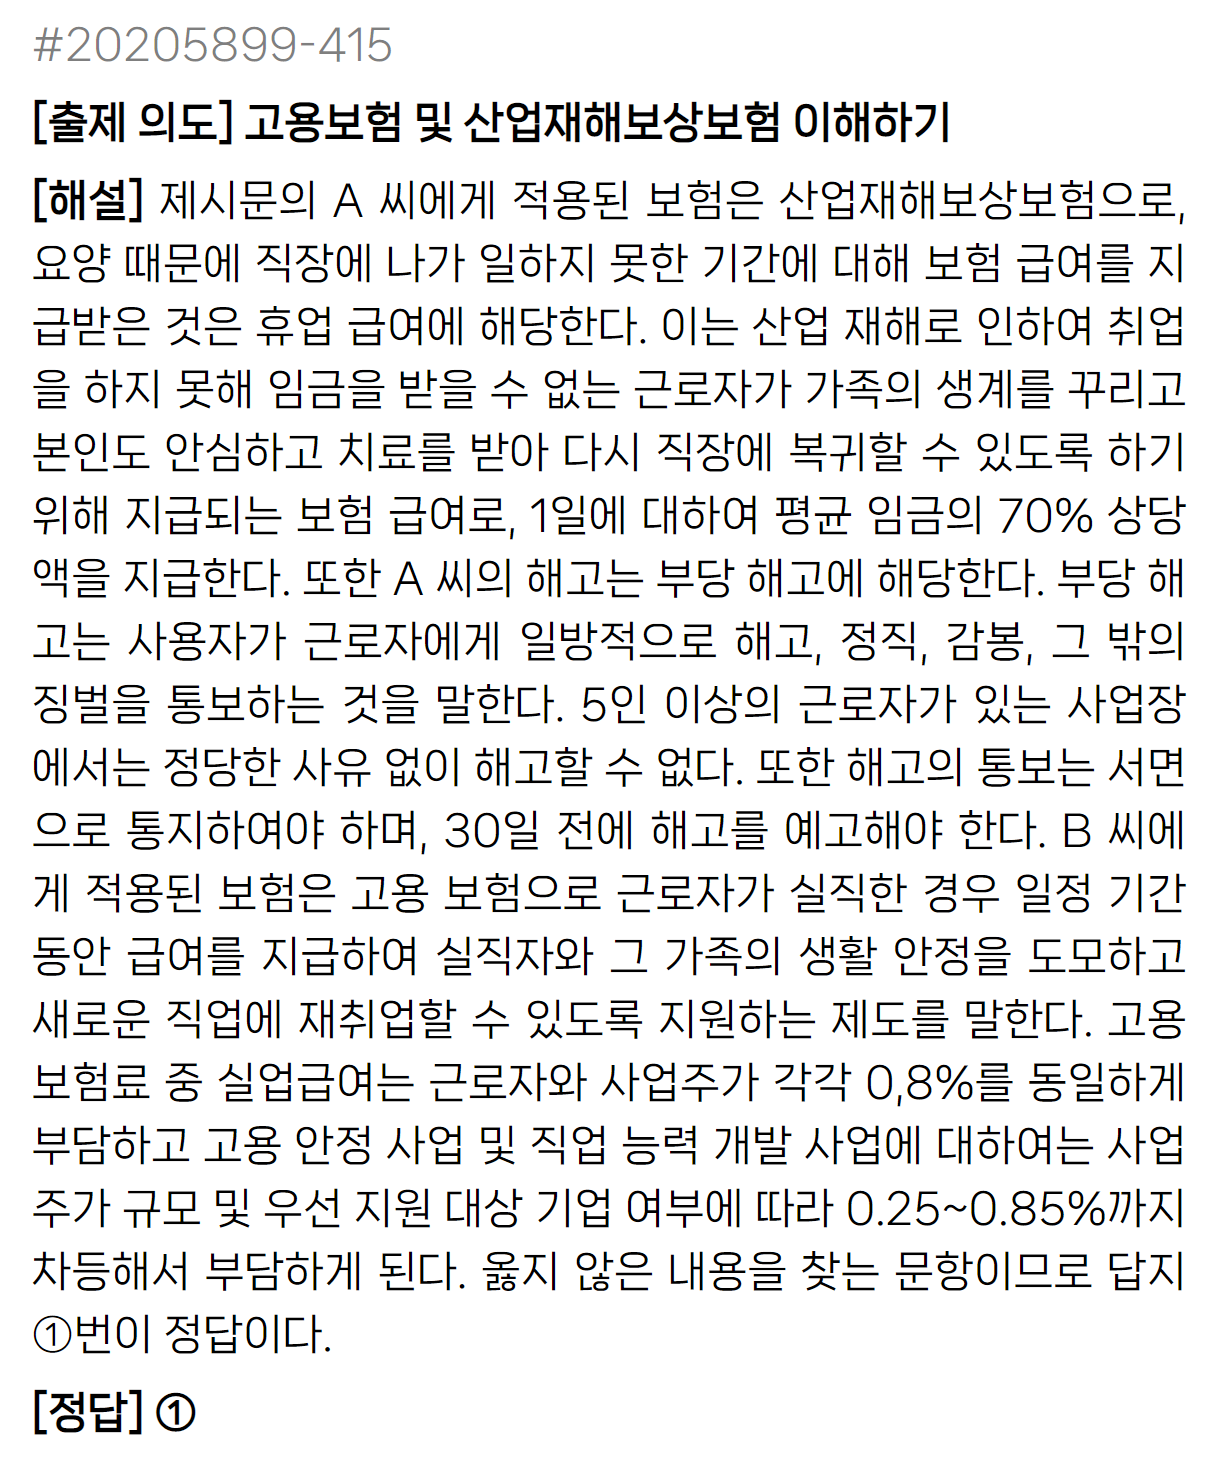 #20205899-415
[출제 의도] 고용보험 및 산업재해보상보험 이해하기
[해설] 제시문의 A 씨에게 적용된 보험은 산업재해보상보험으로,
요양 때문에 직장에 나가 일하지 못한 기간에 대해 보험 급여를 지
급받은 것은 휴업 급여에 해당한다. 이는 산업 재해로 인하여 취업
을 하지 못해 임금을 받을 수 없는 근로자가 가족의 생계를 꾸리고
본인도 안심하고 치료를 받아 다시 직장에 복귀할 수 있도록 하기
위해 지급되는 보험 급여로, 1일에 대하여 평균 임금의 70% 상당
액을 지급한다. 또한 A 씨의 해고는 부당 해고에 해당한다. 부당 해
고는 사용자가 근로자에게 일방적으로 해고, 정직, 감봉, 그 밖의
징벌을 통보하는 것을 말한다. 5인 이상의 근로자가 있는 사업장
에서는 정당한 사유 없이 해고할 수 없다. 또한 해고의 통보는 서면
으로 통지하여야 하며, 30일 전에 해고를 예고해야 한다. B 씨에
게 적용된 보험은 고용 보험으로 근로자가 실직한 경우 일정 기간
동안 급여를 지급하여 실직자와 그 가족의 생활 안정을 도모하고
새로운 직업에 재취업할 수 있도록 지원하는 제도를 말한다. 고용
보험료 중 실업급여는 근로자와 사업주가 각각 0,8%를 동일하게
부담하고 고용 안정 사업 및 직업 능력 개발 사업에 대하여는 사업
주가 규모 및 우선 지원 대상 기업 여부에 따라 0.25~0.85%까지
차등해서 부담하게 된다. 옳지 않은 내용을 찾는 문항이므로 답지
①번이 정답이다.
[정답] ①